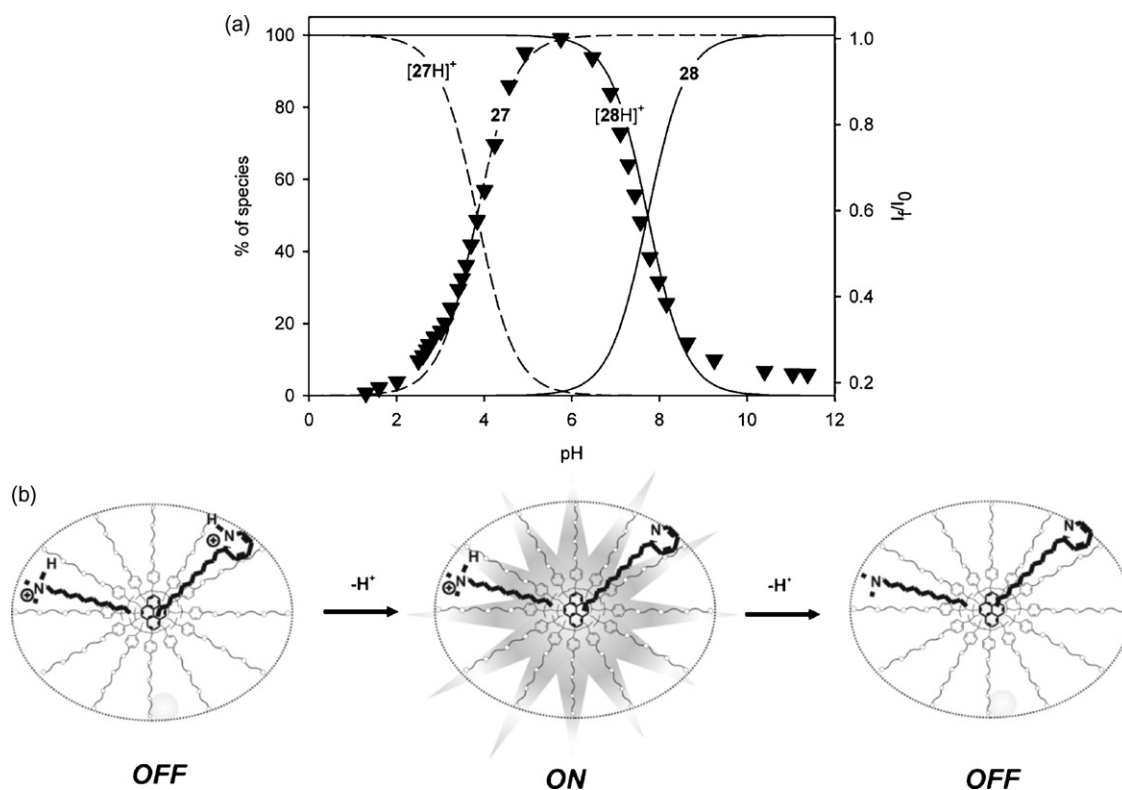 (a)
100
80
60
40
20
0
% of species
[27H]+
27
[28H]+
28
1.0
0.8
0.6
0.4
0.2
If/I0
0 2 4 6 8 10 12
pH
(b)
H
N
+
H
N
+
-H+
H
N
+
N
-H+
N
N
OFF
ON
OFF